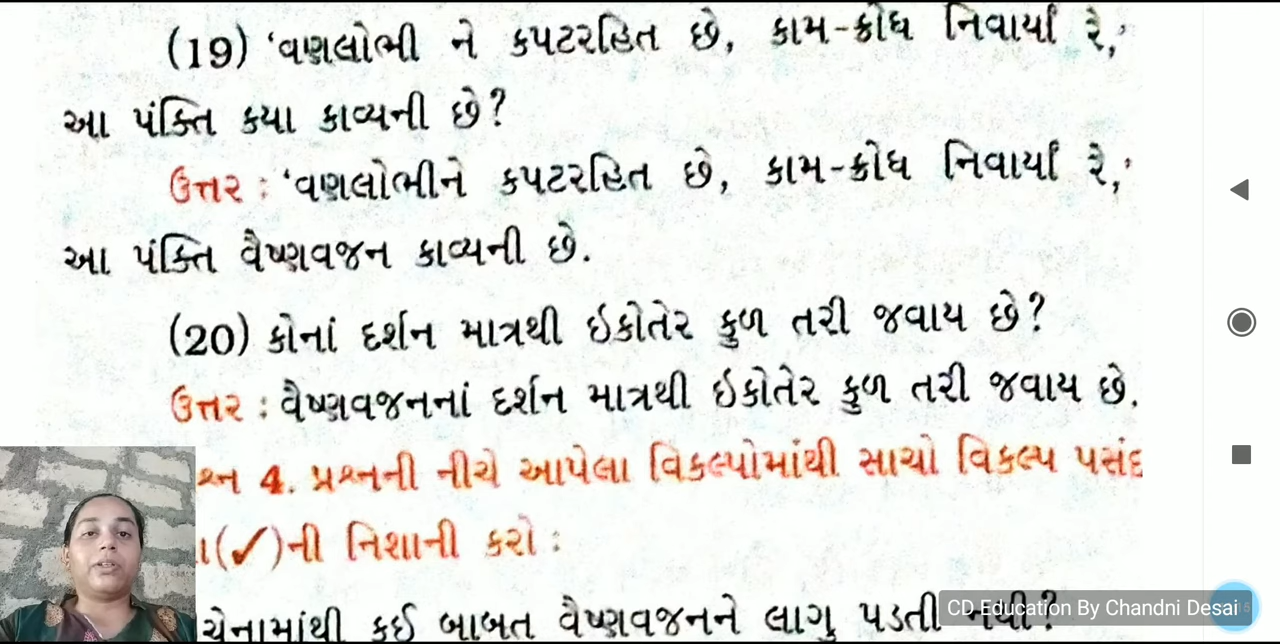 (19) 'વણલોભી ને કપટરહિત છે, કામ-ક્રોધ નિવાર્યાં રે,'
આ પંક્તિ કયા કાવ્યની છે?
ઉત્તર : 'વણલોભીને કપટરહિત છે, કામ-ક્રોધ નિવાર્યાં રે,'
આ પંક્તિ વૈષ્ણવજન કાવ્યની છે.
(20) કોનાં દર્શન માત્રથી ઇકોતેર કુળ તરી જવાય છે?
ઉત્તર : વૈષ્ણવજનનાં દર્શન માત્રથી ઇકોતેર કુળ તરી જવાય છે.
4. પ્રશ્નની નીચે આપેલા વિકલ્પોમાંથી સાચો વિકલ્પ પસંદ
(✓)ની નિશાની કરો :
કઈ બાબત વૈષ્ણવજનને લાગુ પડતી નથી?
CD Education By Chandni Desai